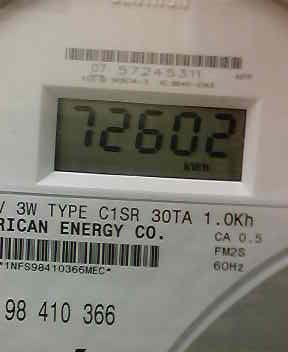 07 57245311
72602
kWh
V 3W TYPE C1SR 30TA 1.0Kh
RICAN ENERGY CO.
CA 0.5
FM2S
60Hz
*1NFS98410366MEC*
98 410 366